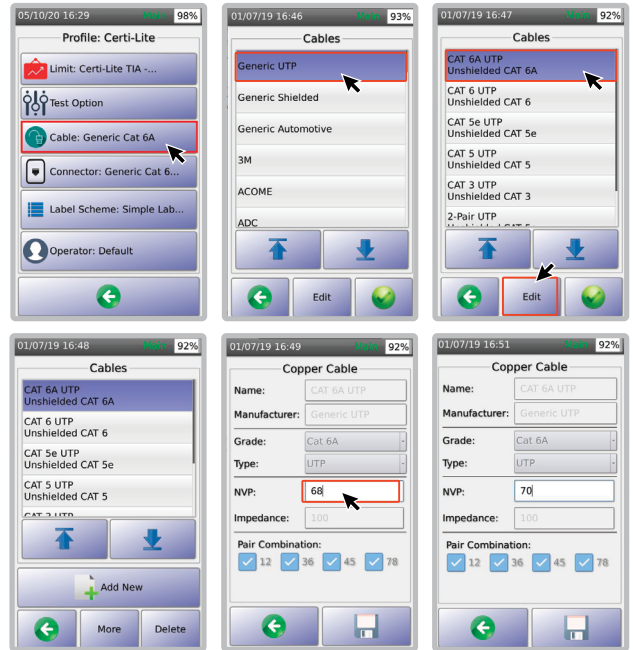 05/10/20 16:29 Main 98%
Profile: Certi-Lite
Limit: Certi-Lite TIA -...
Test Option
Cable: Generic Cat 6A
Connector: Generic Cat 6...
Label Scheme: Simple Lab...
Operator: Default
01/07/19 16:46 Main 93%
Cables
Generic UTP
Generic Shielded
Generic Automotive
3M
ACOME
ADC
Edit
01/07/19 16:47 Main 92%
Cables
CAT 6A UTP
Unshielded CAT 6A
CAT 6 UTP
Unshielded CAT 6
CAT 5e UTP
Unshielded CAT 5e
CAT 5 UTP
Unshielded CAT 5
CAT 3 UTP
Unshielded CAT 3
2-Pair UTP
Edit
01/07/19 16:48 Main 92%
Cables
CAT 6A UTP
Unshielded CAT 6A
CAT 6 UTP
Unshielded CAT 6
CAT 5e UTP
Unshielded CAT 5e
CAT 5 UTP
Unshielded CAT 5
CAT 3 UTP
Add New
More Delete
01/07/19 16:49 Main 92%
Copper Cable
Name: CAT 6A UTP
Manufacturer: Generic UTP
Grade: Cat 6A
Type: UTP
NVP: 68
Impedance: 100
Pair Combination:
12 36 45 78
01/07/19 16:51 Main 92%
Copper Cable
Name: CAT 6A UTP
Manufacturer: Generic UTP
Grade: Cat 6A
Type: UTP
NVP: 70
Impedance: 100
Pair Combination:
12 36 45 78